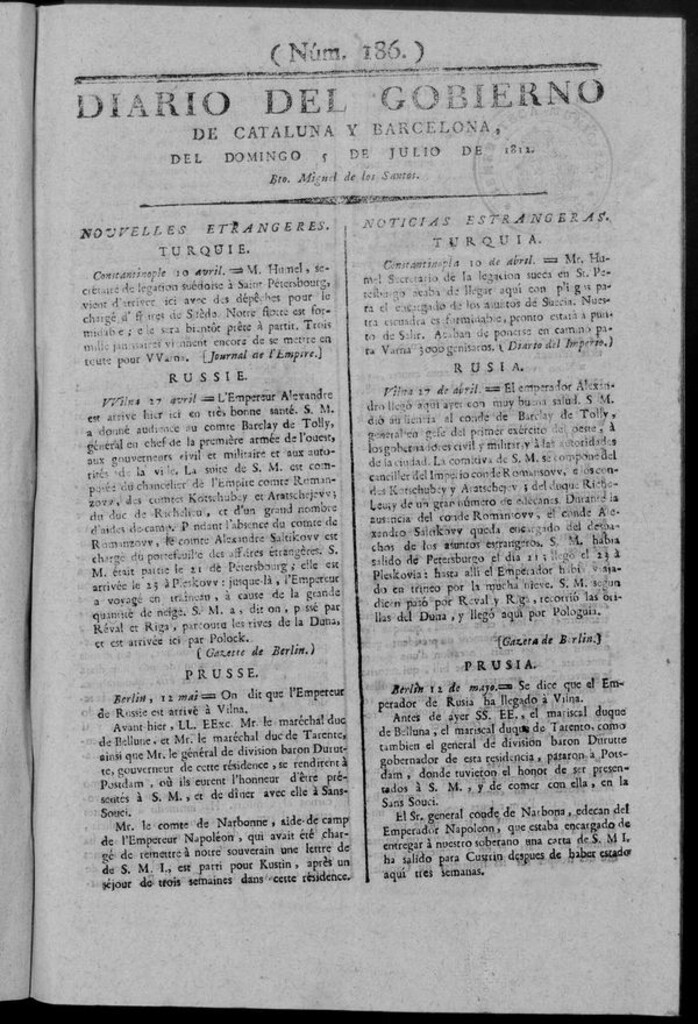 (Núm. 186.)
DIARIO DEL GOBIERNO
DE CATALUNA Y BARCELONA,
DEL DOMINGO 5 DE JULIO DE 1812.
Bto. Miguel de los Santos.
NOUVELLES ETRANGERES.
TURQUIE.
Constantinople 10 avril. = M. Humel, se-
crétaire de legation suédoise à Saint Pétersbourg,
vient d'arriver ici avec des dépêches pour le
chargé d'affaires de Suède. Notre flotte est for-
midable; elle sera bientôt prête à partir. Trois
mille jannaires viennent encore de se mettre en
route pour VVarna. [Journal de l'Empire.]
RUSSIE.
VVilna 27 avril = L'Empereur Alexandre
est arrivé hier ici en très bonne santé. S. M.
a donné audience au comte Barclay de Tolly,
général en chef de la première armée de l'ouest,
aux gouverneurs civil et militaire et aux auto-
rités de la ville. La suite de S. M. est com-
posée du chancelier de l'Empire comte Roman-
zovv, des comtes Kotschubey et Aratschejevv;
du duc de Richelieu, et d'un grand nombre
d'aides de-camp. Pendant l'absence du comte de
Romanzovv, le comte Alexandre Saltikovv est
chargé du portefeuille des affaires étrangères. S.
M. était partie le 21 de Pétersbourg; elle est
arrivée le 23 à Pleskovv: jusque-là, l'Empereur
a voyagé en traineau, à cause de la grande
quantité de neige. S. M. a, dit on, passé par
Réval et Riga, parcouru les rives de la Duna,
et est arrivée ici par Polock.
( Gazette de Berlin. )
PRUSSE.
Berlin, 12 mai = On dit que l'Empereur
de Russie est arrivé à Vilna.
Avant hier, LL. EExc. Mr. le maréchal duc
de Bellune, et Mr. le maréchal duc de Tarente,
ainsi que Mr. le général de division baron Durut-
te, gouverneur de cette résidence, se rendirent à
Postdam, où ils eurent l'honneur d'être pré-
sentés à S. M., et de dîner avec elle à Sans-
Souci.
Mr. le comte de Narbonne, aide-de camp
de l'Empereur Napoléon, qui avait été char-
gé de remettre à notre souverain une lettre de
de S. M. I., est parti pour Kustin, après un
séjour de trois semaines dans cette résidence.
NOTICIAS ESTRANGERAS.
TURQUIA.
Constantinopla 10 de abril. = Mr. Hu-
mel Secretario de la legacion sueca en St. Pe-
tersburgo acaba de llegar aquí con pligos pa
ra el encargado de los asuntos de Suecia. Nues-
tra escuadra es formidable, pronto estará a pun-
to de Salir. Acaban de ponerse en camino pa-
ra Varna 3000 genisaros. ( Diario del Imperio.)
RUSIA.
Vilna 27 de abril. = El emperador Alexan-
dro llegó aquí ayer con muy buena salud. S. M.
dió audiencia al conde de Barclay de Tolly,
general en gefe del primer exército del oeste, à
los gobernadores civil y militar, y à las autoridades
de la ciudad. La comitiva de S. M. se compone del
canciller del Imperio conde Romansovv, de los con-
des Kotschubey y Aratschejev; del duque Riche-
Leu; y de un gran número de edecanes. Durante la
ausencia del conde Romansovv, el conde Ale-
xandro Saltikovv queda encargado del despa-
chos de los asuntos estrangeros. S. M. habia
salido de Petersburgo el dia 21; llegó el 23 à
Pleskovia: hasta allí el Emperador habia viaja-
do en trineo por la mucha nieve. S. M. segun
dicen pasó por Reval y Riga, recorrió las ori-
llas del Duna, y llegó aquí por Pologuia.
[Gazeta de Berlin.]
PRUSIA.
Berlin 12 de mayo. = Se dice que el Em-
perador de Rusia ha llegado à Vilna.
Antes de ayer SS. EE., el mariscal duque
de Belluna, el mariscal duque de Tarento, como
tambien el general de division baron Durutte
gobernador de esta residencia, pasaron à Pots-
dam, donde tuvieron el honor de ser presen-
tados à S. M., y de comer con ella, en la
Sans Souci.
El Sr. general conde de Narbona, edecan del
Emperador Napoleon, que estaba encargado de
entregar à nuestro soberano una carta de S. M I.
ha salido para Custrin despues de haber estado
aquí tres semanas.